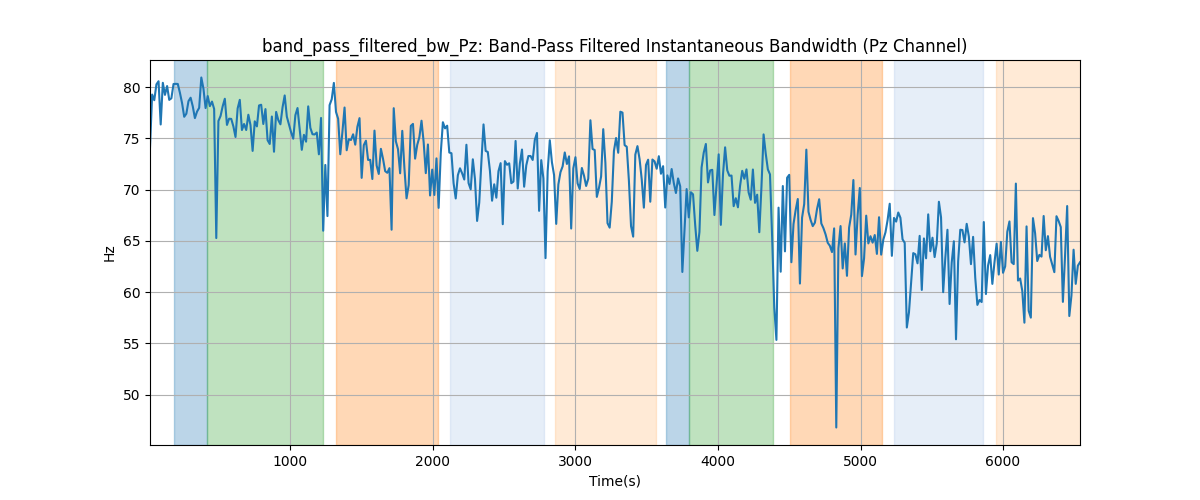 band_pass_filtered_bw_Pz: Band-Pass Filtered Instantaneous Bandwidth (Pz Channel)
80
75
70
65
60
55
50
Hz
1000 2000 3000 4000 5000 6000
Time(s)